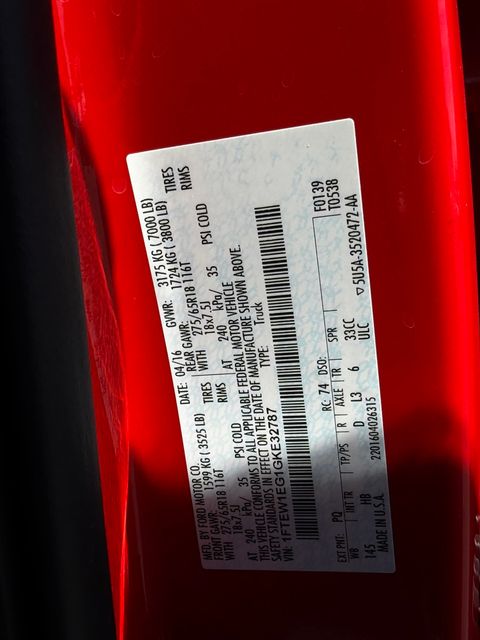 MFD. BY FORD MOTOR CO.
DATE: 04/16 GVWR: 3175 KG ( 7000 LB)
FRONT GAWR: 1599 KG ( 3525 LB) REAR GAWR: 1724 KG ( 3800 LB)
WITH 275/65R18 116T TIRES WITH 275/65R18 116T TIRES
18x7.5J RIMS 18x7.5J RIMS
AT 240 kPa/ 35 PSI COLD AT 240 kPa/ 35 PSI COLD
THIS VEHICLE CONFORMS TO ALL APPLICABLE FEDERAL MOTOR VEHICLE
SAFETY STANDARDS IN EFFECT ON THE DATE OF MANUFACTURE SHOWN ABOVE.
VIN: 1FTEW1EG1GKE32787 TYPE: Truck
F0139
T0538
EXT PNT: PQ RC: 74 DSO:
WB INT TR TP/PS R AXLE TR SPR
145 HB D L3 6 33CC
ULC
MADE IN U.S.A. 2201604026315 ▽5U5A-3520472-AA